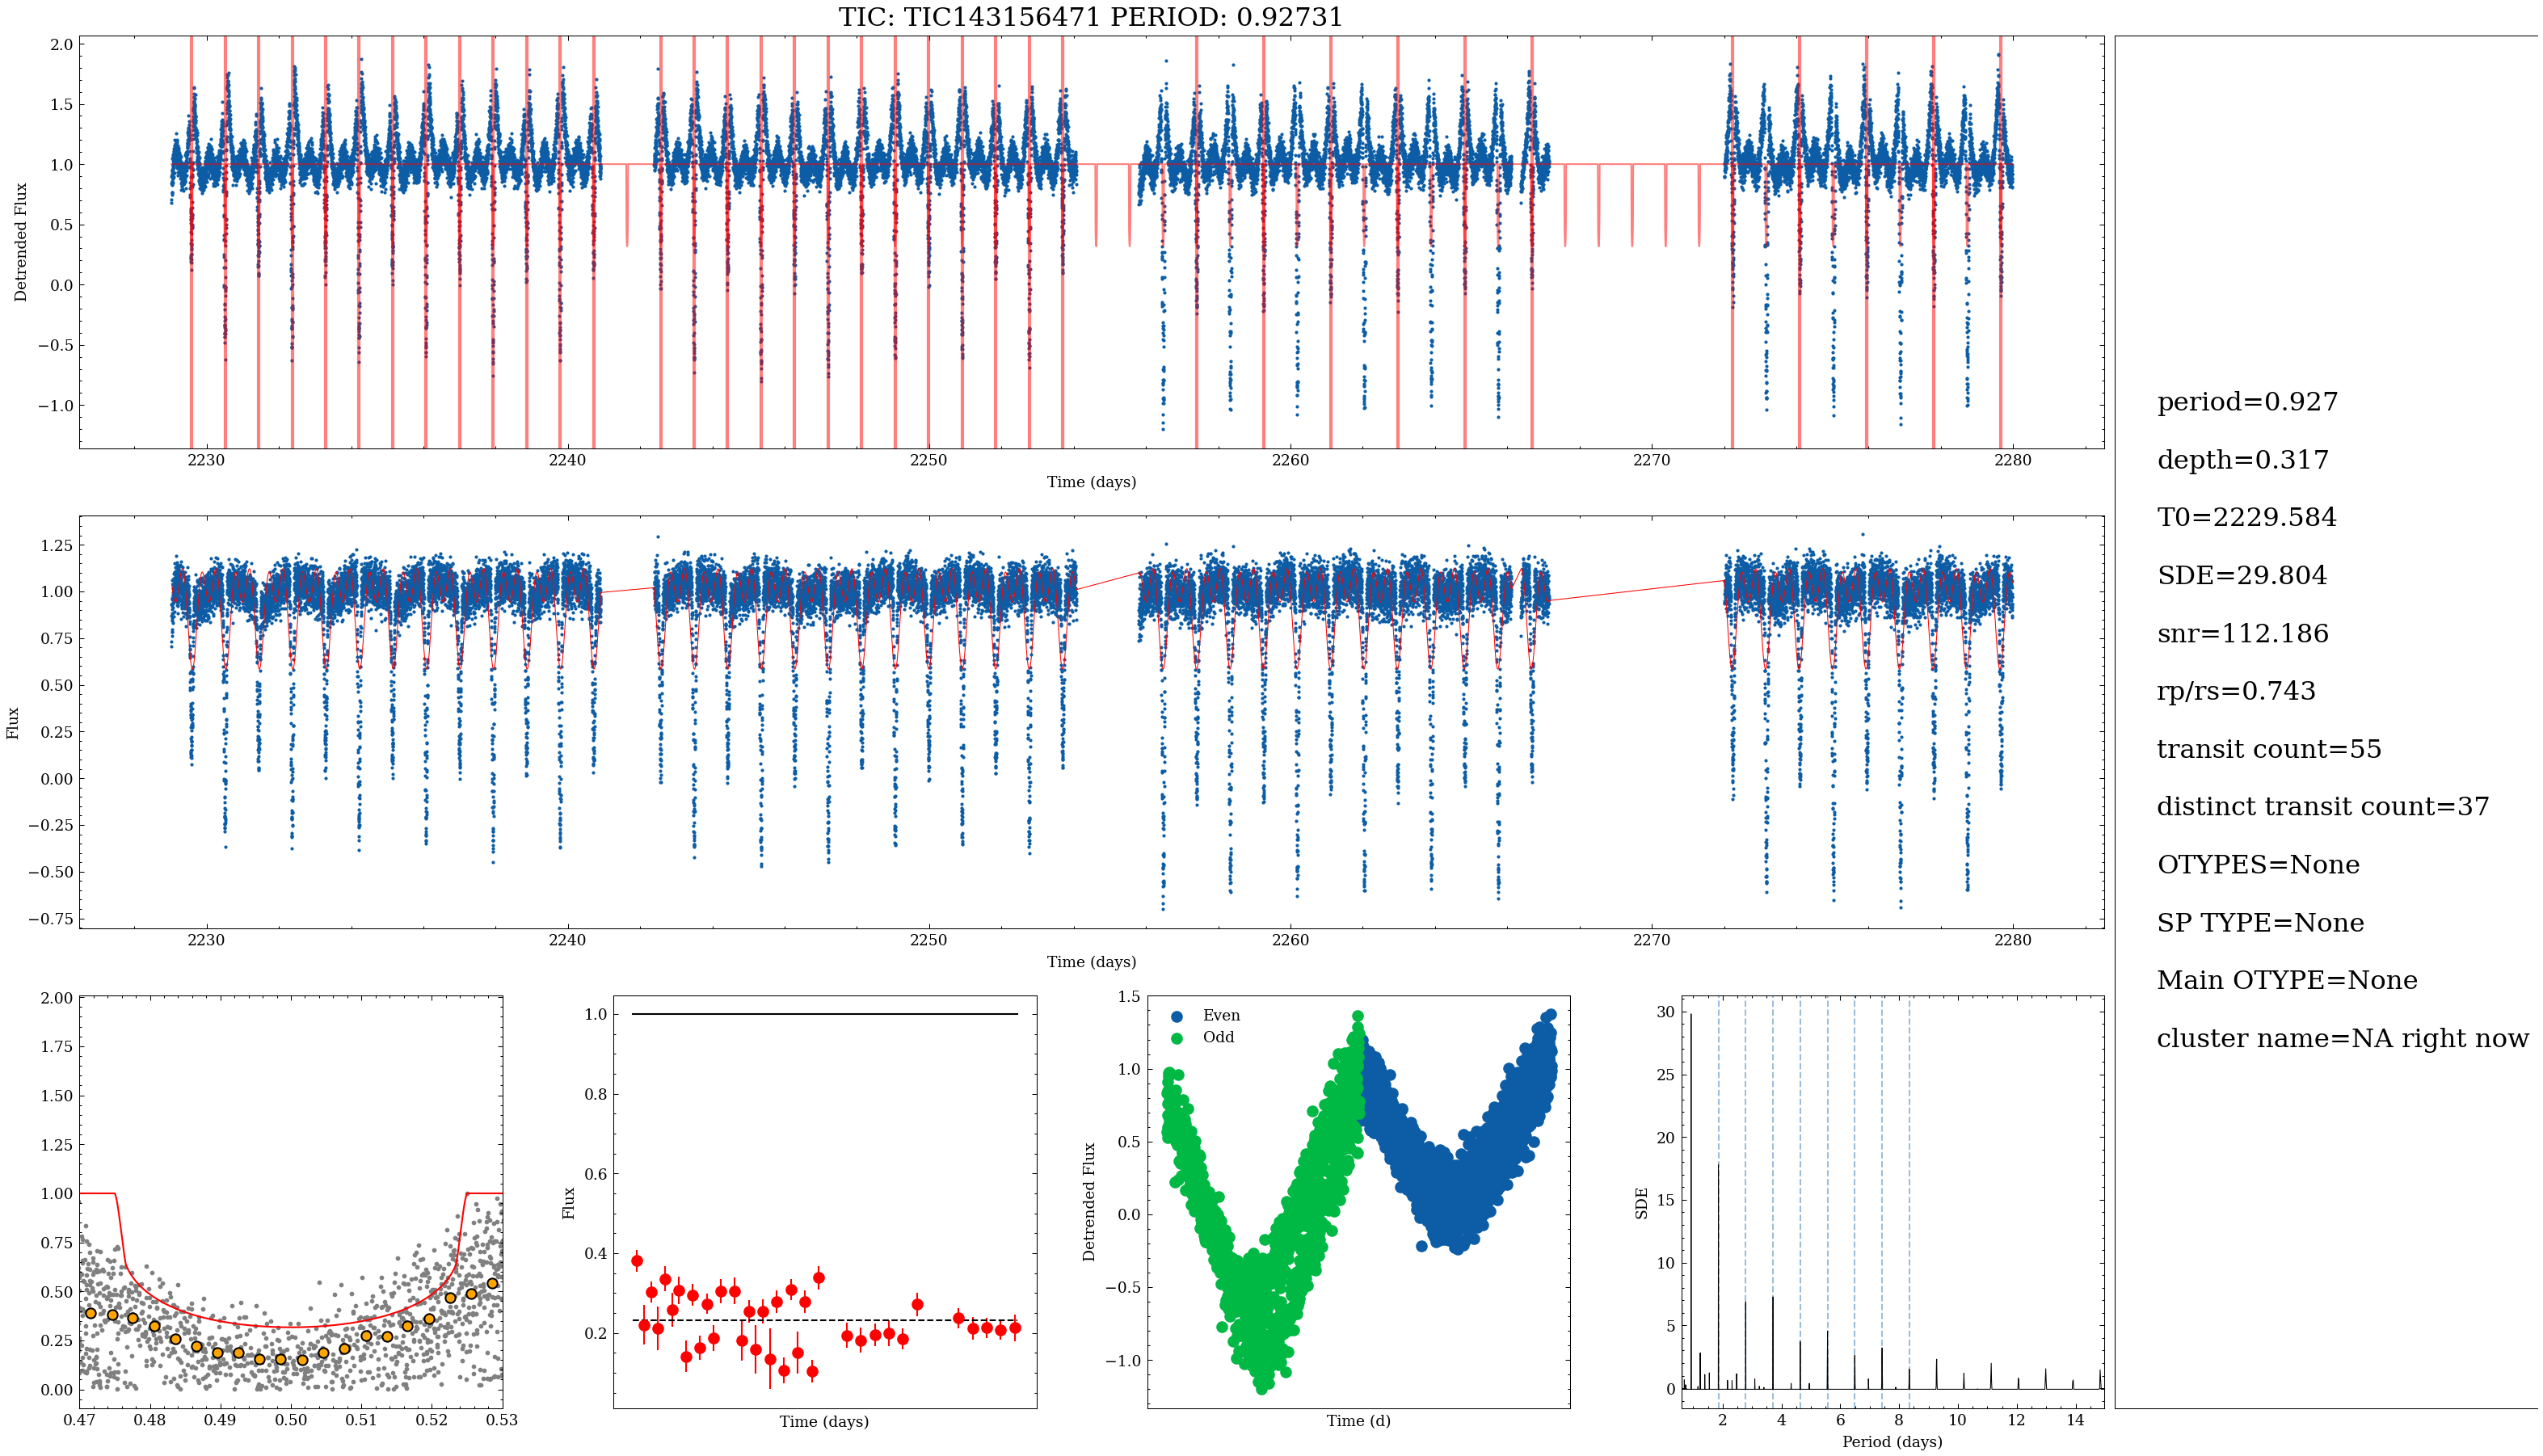 TIC: TIC143156471 PERIOD: 0.92731
2.0
1.5
1.0
0.5
0.0
−0.5
−1.0
Detrended Flux
2230
2240
2250
2260
2270
2280
Time (days)
1.25
1.00
0.75
0.50
0.25
0.00
−0.25
−0.50
−0.75
Flux
2230
2240
2250
2260
2270
2280
Time (days)
2.00
1.75
1.50
1.25
1.00
0.75
0.50
0.25
0.00
0.47
0.48
0.49
0.50
0.51
0.52
0.53
1.0
0.8
0.6
0.4
0.2
Flux
Time (days)
1.5
1.0
0.5
0.0
−0.5
−1.0
Detrended Flux
Even
Odd
Time (d)
30
25
20
15
10
5
0
SDE
2
4
6
8
10
12
14
Period (days)
period=0.927
depth=0.317
T0=2229.584
SDE=29.804
snr=112.186
rp/rs=0.743
transit count=55
distinct transit count=37
OTYPES=None
SP TYPE=None
Main OTYPE=None
cluster name=NA right now